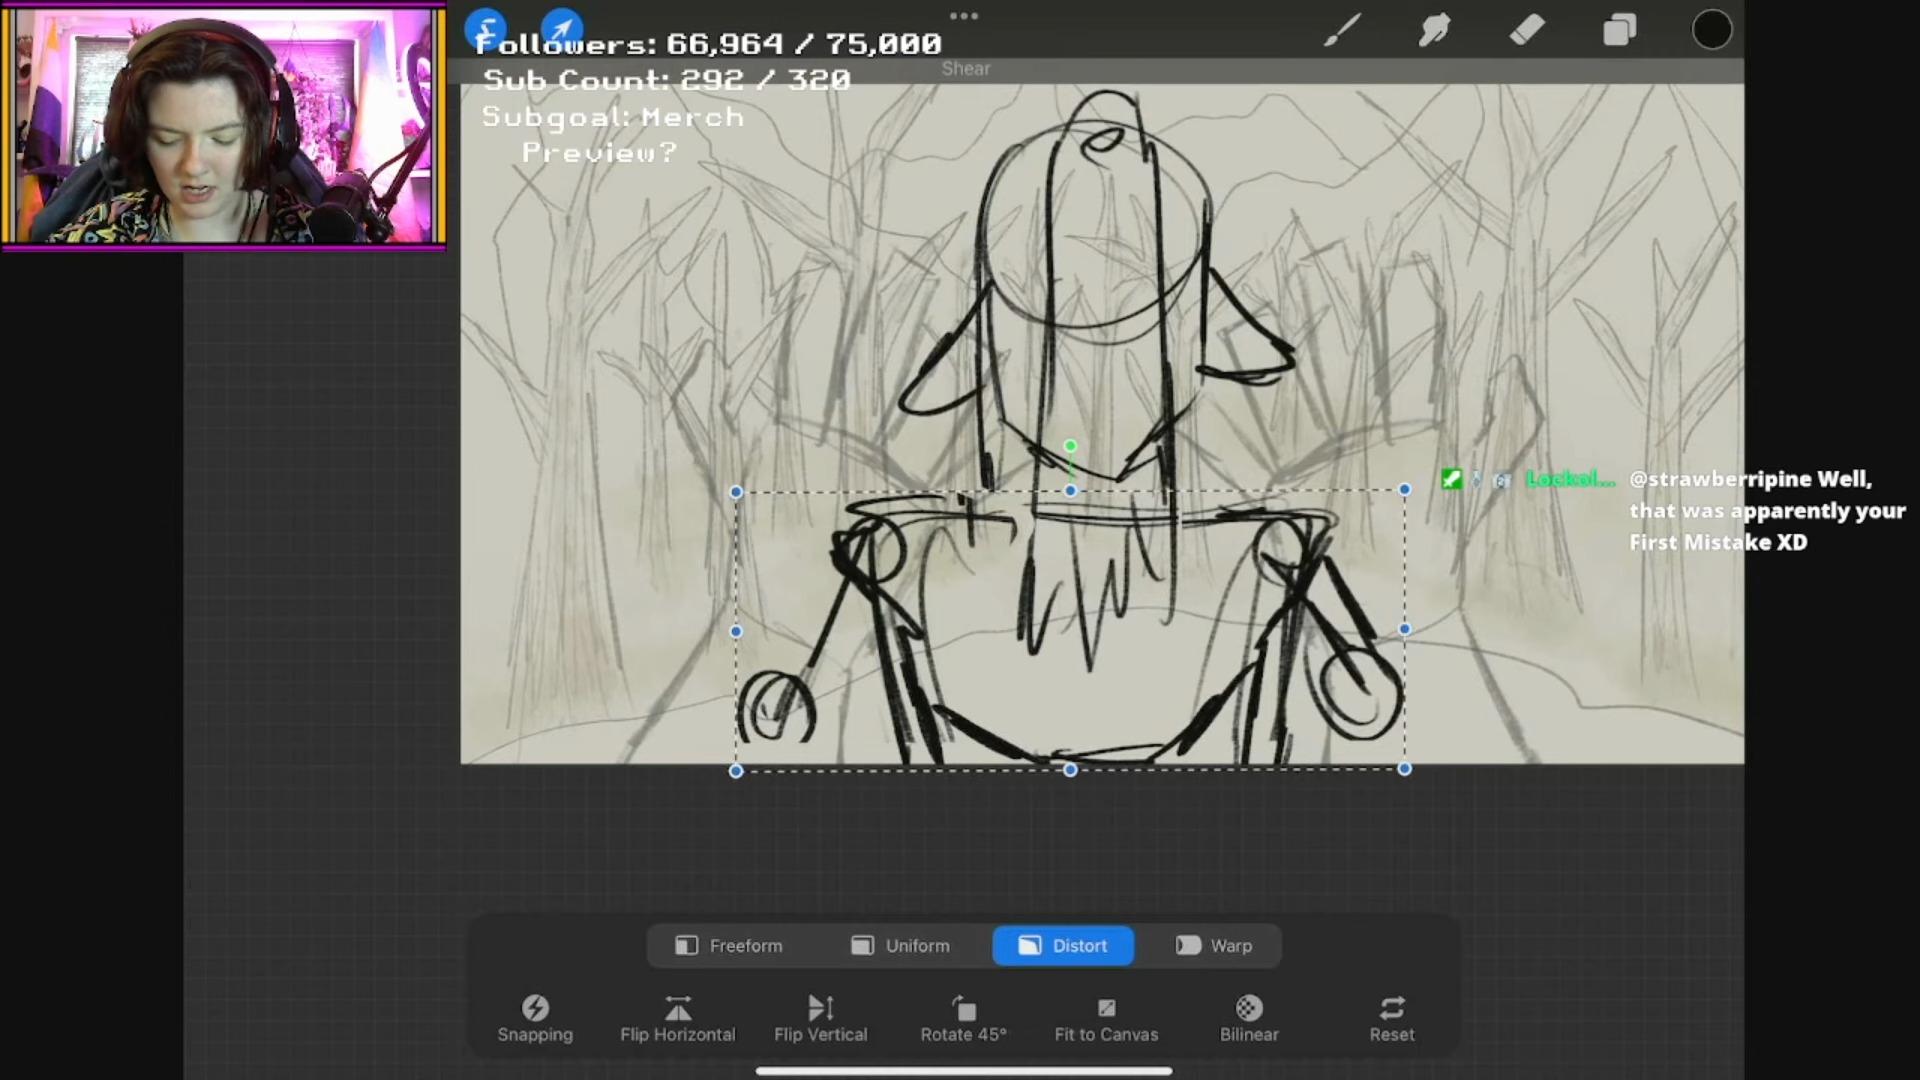 Followers: 66,964 / 75,000
Shear
Sub Count: 292 / 320
Subgoal: Merch
Preview?
Lockol... @strawberripine Well,
that was apparently your
First Mistake XD
Freeform Uniform Distort Warp
Snapping Flip Horizontal Flip Vertical Rotate 45° Fit to Canvas Bilinear Reset